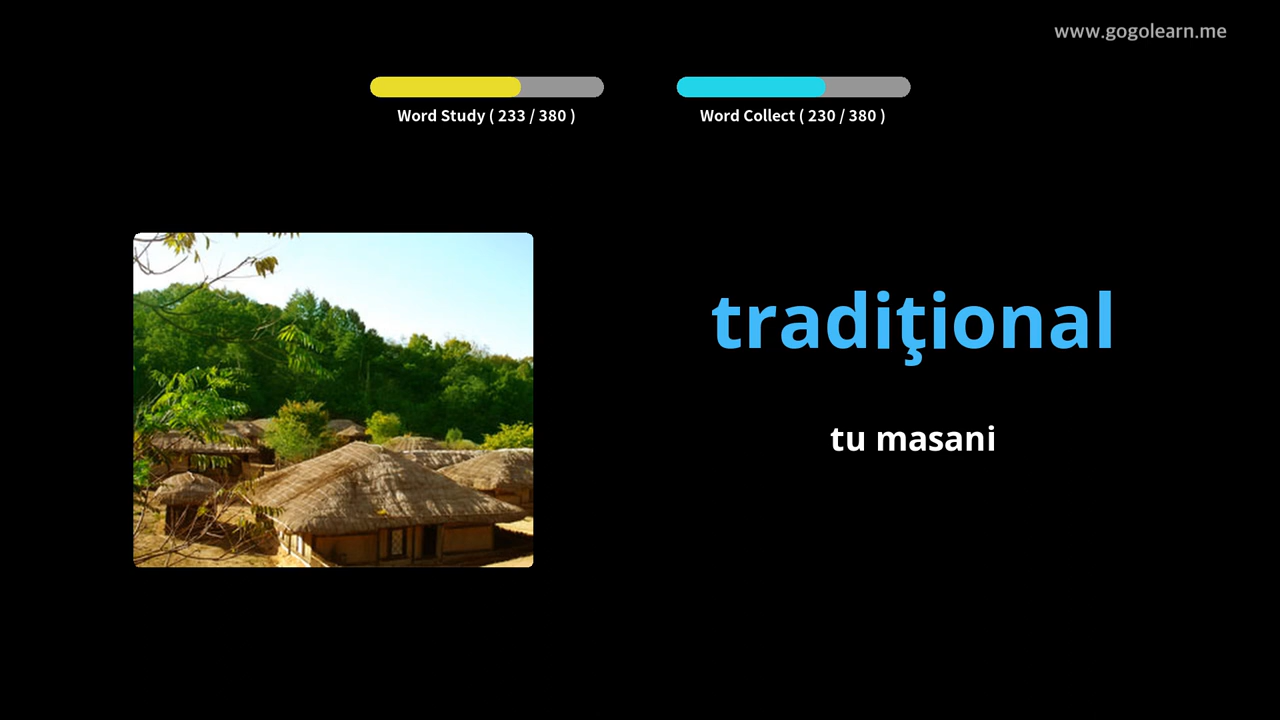 www.gogolearn.me
Word Study ( 233 / 380 )
Word Collect ( 230 / 380 )
tradiţional
tu masani